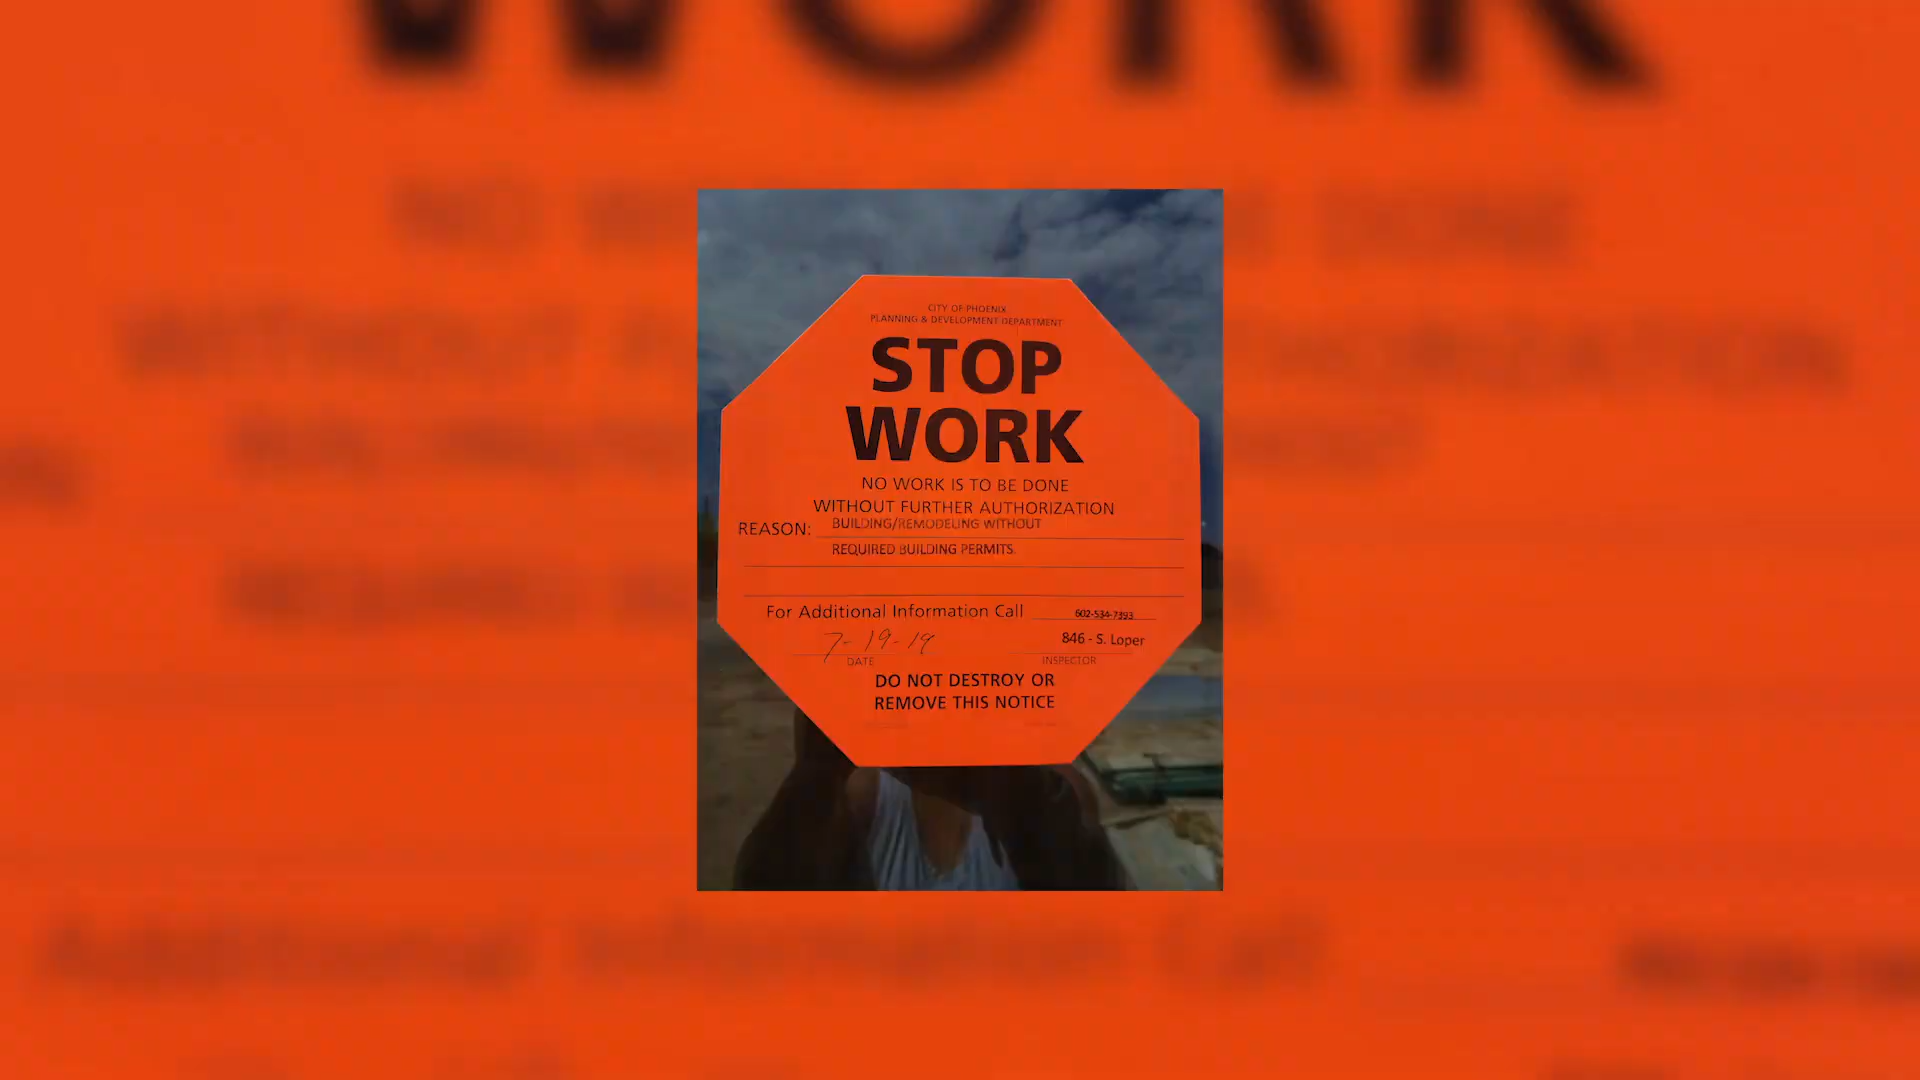 CITY OF PHOENIX
PLANNING & DEVELOPMENT DEPARTMENT
STOP
WORK
NO WORK IS TO BE DONE
WITHOUT FURTHER AUTHORIZATION
REASON: BUILDING/REMODELING WITHOUT
REQUIRED BUILDING PERMITS.
For Additional Information Call 602-534-7393
7-19-19 846 - S. Loper
DATE INSPECTOR
DO NOT DESTROY OR
REMOVE THIS NOTICE